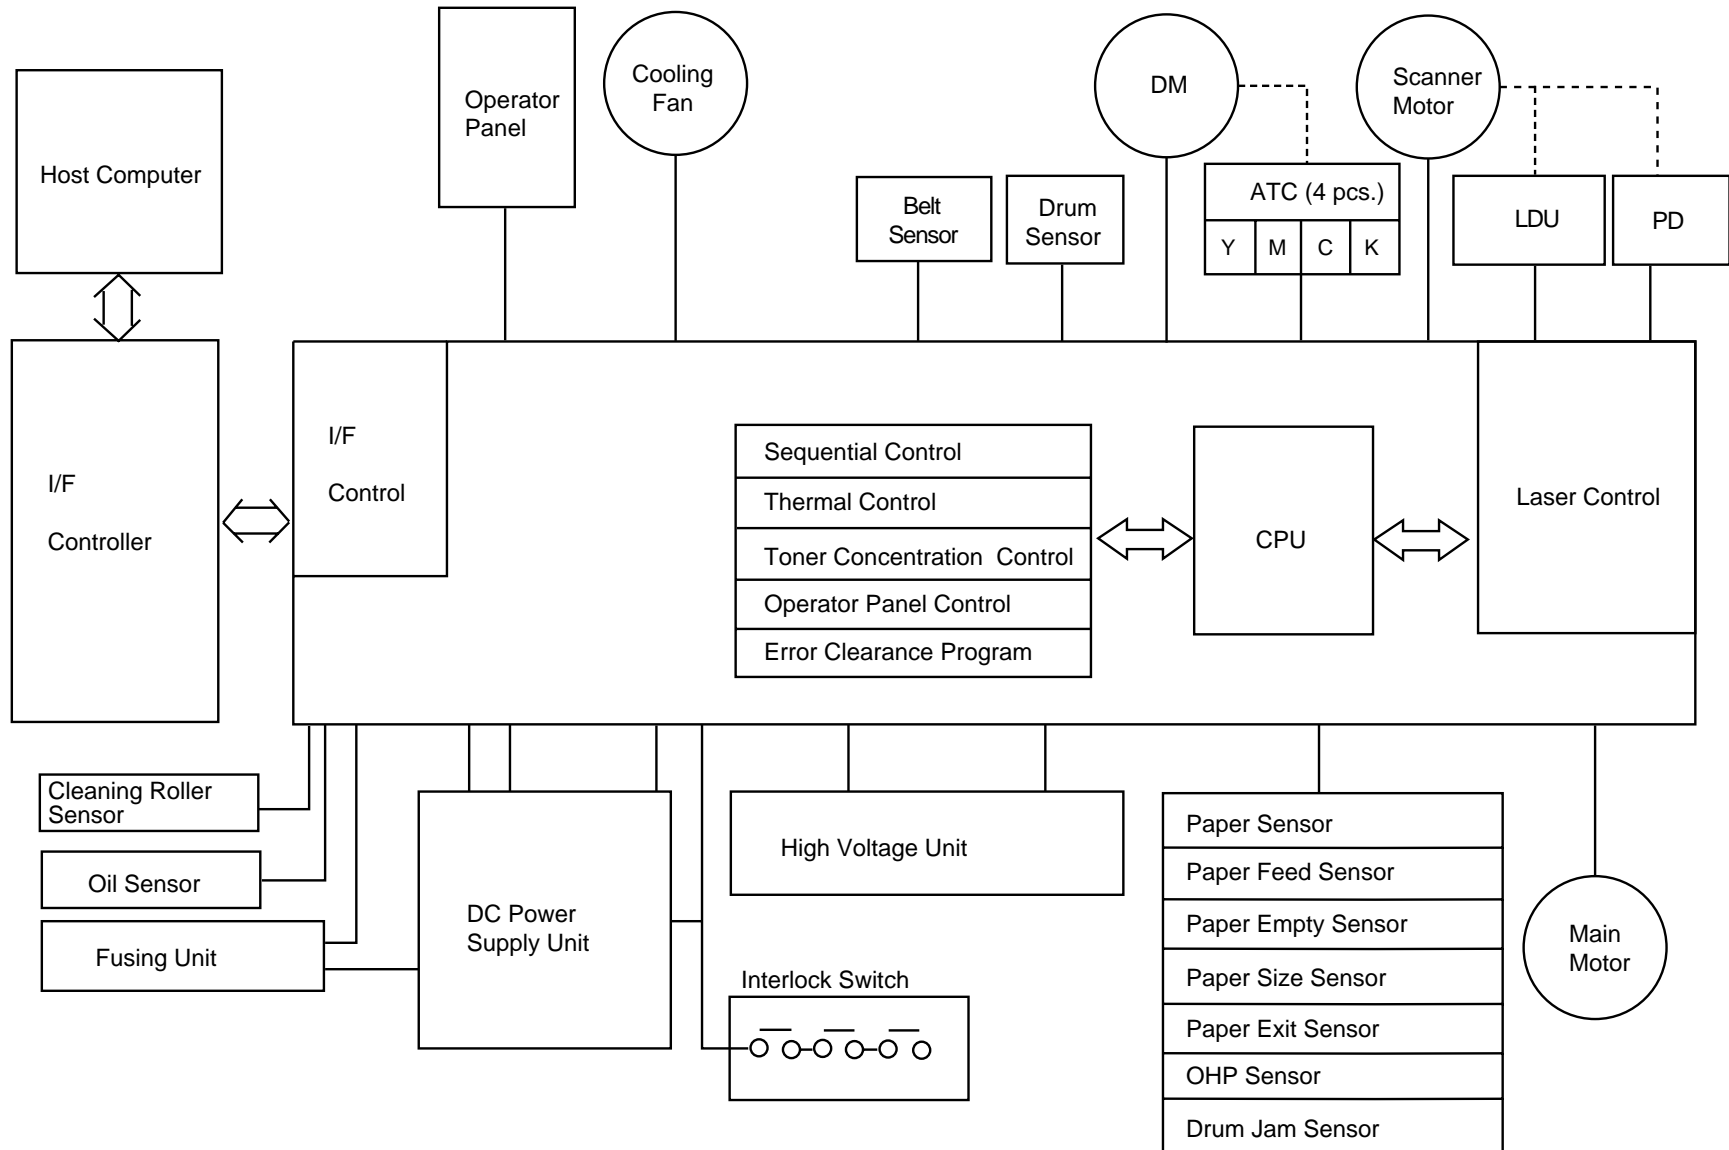 Host Computer
Operator
Panel
Cooling
Fan
DM
Scanner
Motor
Belt
Sensor
Drum
Sensor
ATC (4 pcs.)
Y M C K
LDU
PD
I/F
Controller
I/F
Control
Sequential Control
Thermal Control
Toner Concentration Control
Operator Panel Control
Error Clearance Program
CPU
Laser Control
Cleaning Roller
Sensor
Oil Sensor
Fusing Unit
DC Power
Supply Unit
High Voltage Unit
Interlock Switch
Paper Sensor
Paper Feed Sensor
Paper Empty Sensor
Paper Size Sensor
Paper Exit Sensor
OHP Sensor
Drum Jam Sensor
Main
Motor